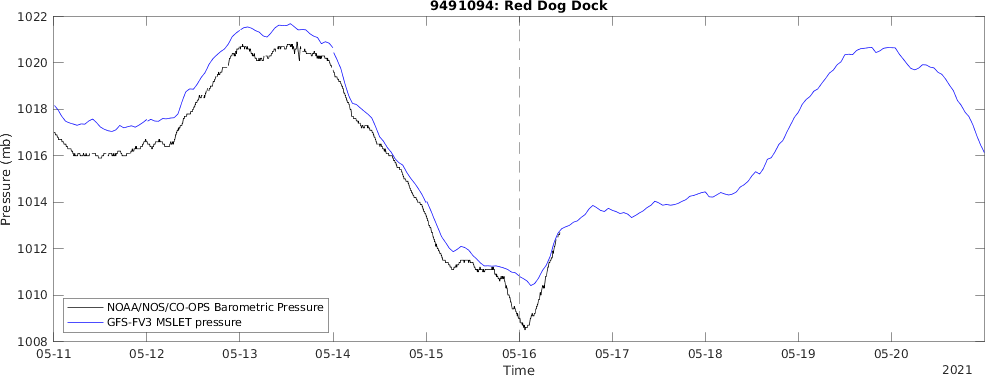 9491094: Red Dog Dock
1022
1020
1018
1016
1014
1012
1010
1008
Pressure (mb)
NOAA/NOS/CO-OPS Barometric Pressure
GFS-FV3 MSLET pressure
05-11 05-12 05-13 05-14 05-15 05-16 05-17 05-18 05-19 05-20
Time
2021